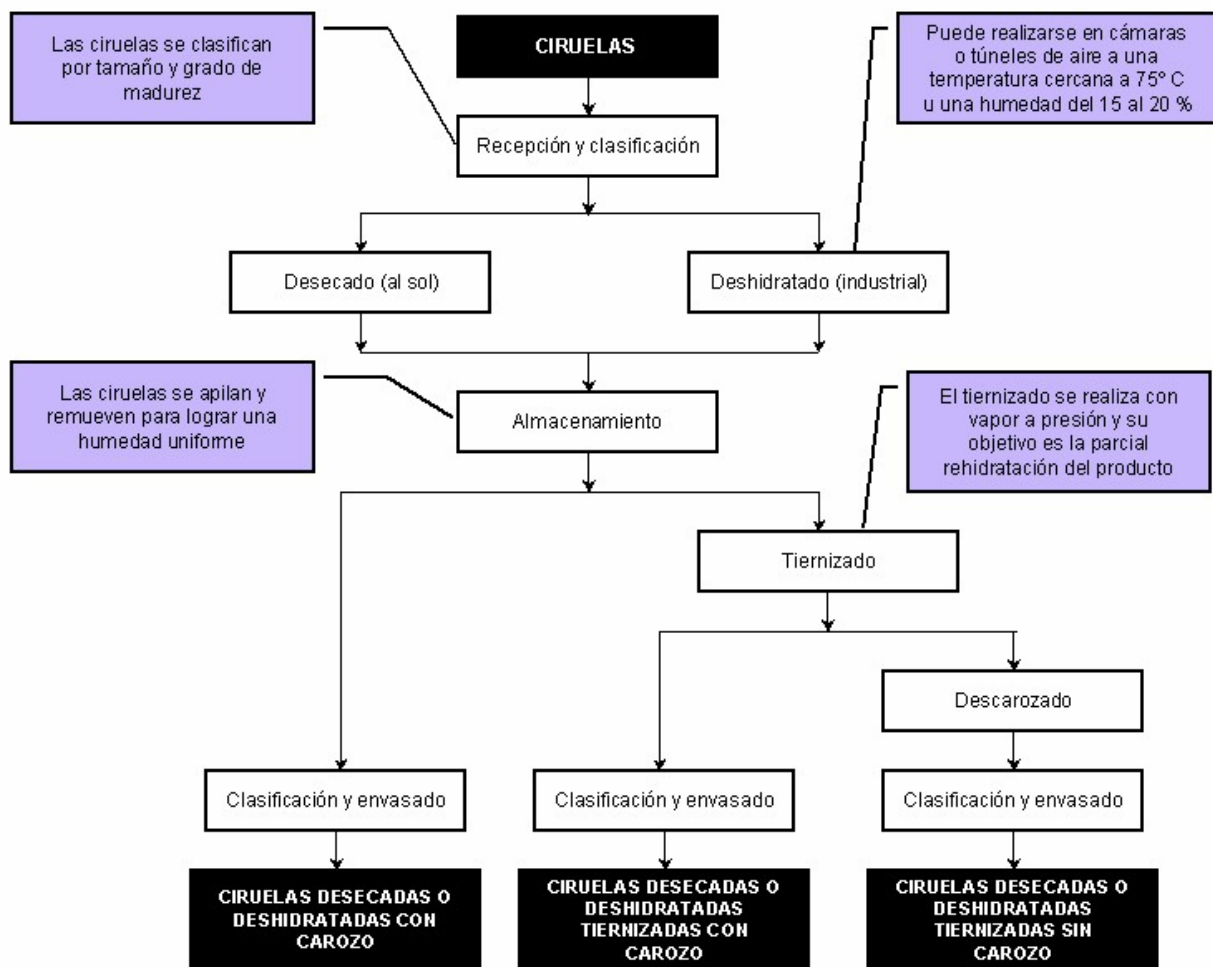 Las ciruelas se clasifican
por tamaño y grado de
madurez
CIRUELAS
Puede realizarse en cámaras
o túneles de aire a una
temperatura cercana a 75º C
u una humedad del 15 al 20 %
Recepción y clasificación
Desecado (al sol)
Deshidratado (industrial)
Las ciruelas se apilan y
remueven para lograr una
humedad uniforme
Almacenamiento
El tiernizado se realiza con
vapor a presión y su
objetivo es la parcial
rehidratación del producto
Tiernizado
Descarozado
Clasificación y envasado
Clasificación y envasado
Clasificación y envasado
CIRUELAS DESECADAS O
DESHIDRATADAS CON
CAROZO
CIRUELAS DESECADAS O
DESHIDRATADAS
TIERNIZADAS CON
CAROZO
CIRUELAS DESECADAS O
DESHIDRATADAS
TIERNIZADAS SIN
CAROZO